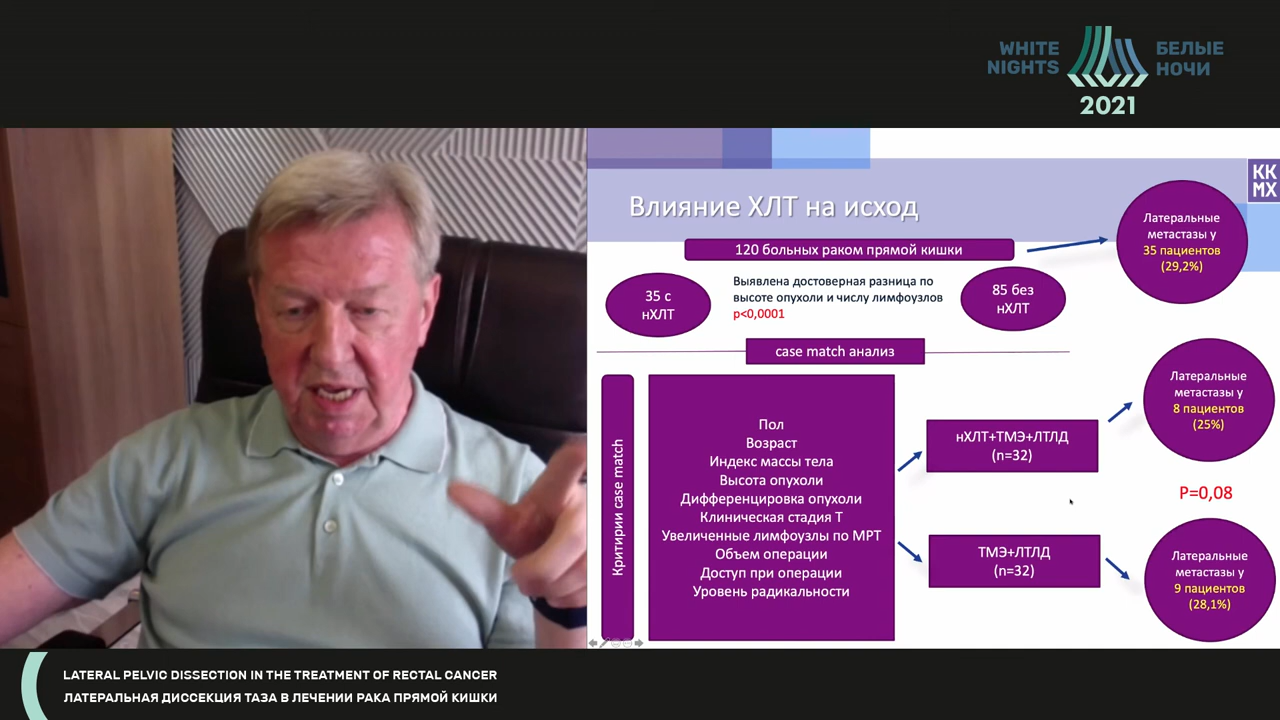 WHITE
NIGHTS
БЕЛЫЕ
НОЧИ
2021
КК
МХ
Влияние ХЛТ на исход
120 больных раком прямой кишки
Латеральные
метастазы у
35 пациентов
(29,2%)
35 с
нХЛТ
Выявлена достоверная разница по
высоте опухоли и числу лимфоузлов
p<0,0001
85 без
нХЛТ
case match анализ
Критирии case match
Пол
Возраст
Индекс массы тела
Высота опухоли
Дифференцировка опухоли
Клиническая стадия Т
Увеличенные лимфоузлы по МРТ
Объем операции
Доступ при операции
Уровень радикальности
нХЛТ+ТМЭ+ЛТЛД
(n=32)
Латеральные
метастазы у
8 пациентов
(25%)
P=0,08
ТМЭ+ЛТЛД
(n=32)
Латеральные
метастазы у
9 пациентов
(28,1%)
LATERAL PELVIC DISSECTION IN THE TREATMENT OF RECTAL CANCER
ЛАТЕРАЛЬНАЯ ДИССЕКЦИЯ ТАЗА В ЛЕЧЕНИИ РАКА ПРЯМОЙ КИШКИ